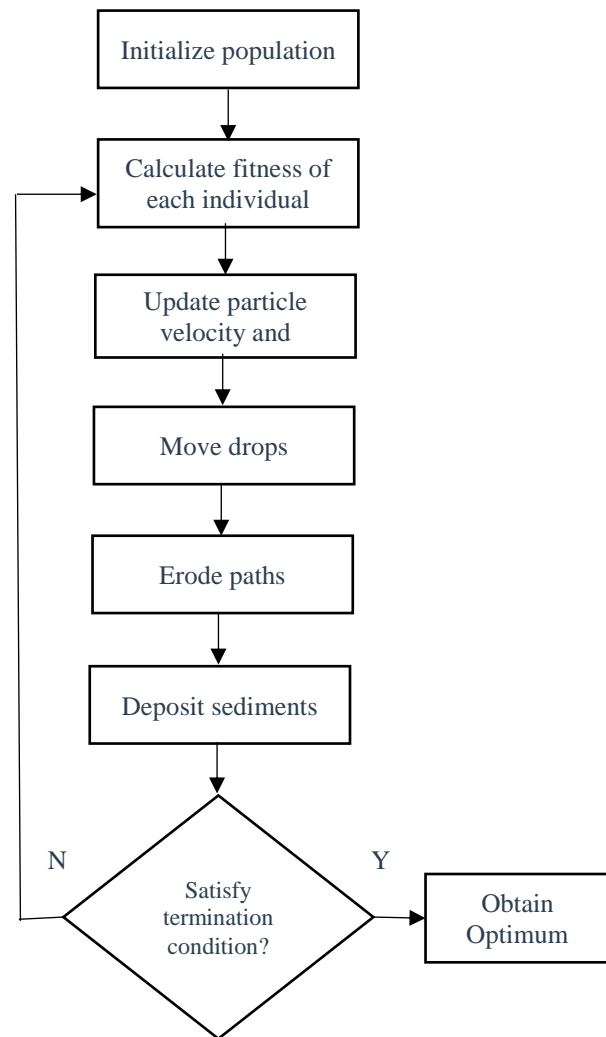 Initialize population
Calculate fitness of
each individual
Update particle
velocity and
Move drops
Erode paths
Deposit sediments
N
Y
Satisfy
termination
condition?
Obtain
Optimum